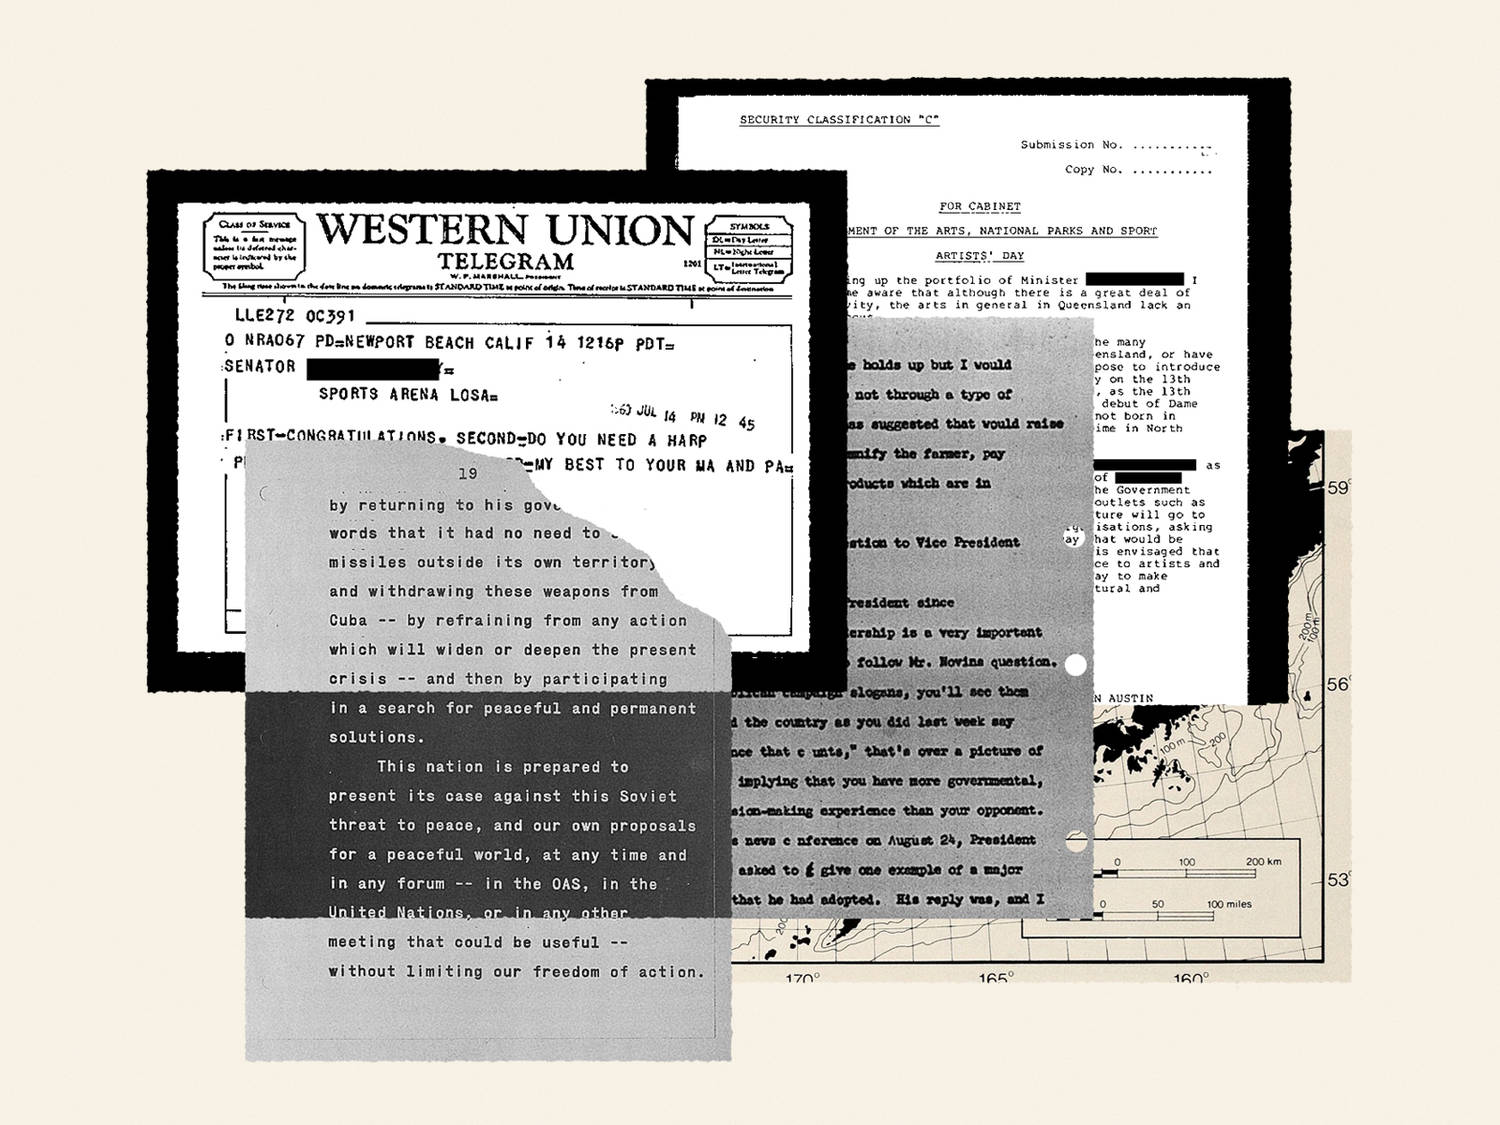 CLASS OF SERVICE
This is a fast message
unless its deferred char-
acter is indicated by the
proper symbol.
WESTERN UNION
TELEGRAM
W. P. MARSHALL, PRESIDENT
1201
SYMBOLS
DL=Day Letter
NL=Night Letter
LT=International
Letter Telegram
The filing time shown in the date line on domestic telegrams is STANDARD TIME at point of origin. Time of receipt is STANDARD TIME at point of destination
LLE272 OC391
O NRA067 PD=NEWPORT BEACH CALIF 14 1216P PDT=
:SENATOR
SPORTS ARENA LOSA=
JUL 14 PM 12 45
:FIRST=CONGRATULATIONS. SECOND=DO YOU NEED A HARP
=MY BEST TO YOUR MA AND PA=
19
by returning to his
words that it had no need to
missiles outside its own territory
and withdrawing these weapons from
Cuba -- by refraining from any action
which will widen or deepen the present
crisis -- and then by participating
in a search for peaceful and permanent
solutions.
This nation is prepared to
present its case against this Soviet
threat to peace, and our own proposals
for a peaceful world, at any time and
in any forum -- in the OAS, in the
United Nations, or in any other
meeting that could be useful --
without limiting our freedom of action.
SECURITY CLASSIFICATION "C"
Submission No. ...........
Copy No. ...........
FOR CABINET
MENT OF THE ARTS, NATIONAL PARKS AND SPORT
ARTISTS' DAY
ing up the portfolio of Minister I
me aware that although there is a great deal of
vity, the arts in general in Queensland lack an
he many
ensland, or have
pose to introduce
y on the 13th
, as the 13th
debut of Dame
not born in
ime in North
as
of
he Government
outlets such as
ture will go to
isations, asking
ay hat would be
is envisaged that
ce to artists and
ay to make
tural and
N AUSTIN
e holds up but I would
not through a type of
as suggested that would raise
emnify the farmer, pay
roducts which are in
estion to Vice President
President since
ership is a very important
follow Mr. Novins question.
campaign slogans, you'll see them
d the country as you did last week say
nce that c unts," that's over a picture of
implying that you have more governmental,
sion-making experience than your opponent.
s news c nference on August 24, President
asked to give one example of a major
that he had adopted. His reply was, and I
59°
56°
53°
200m
100m
100 m
200
200
0 100 200 km
0 50 100 miles
170° 165° 160°